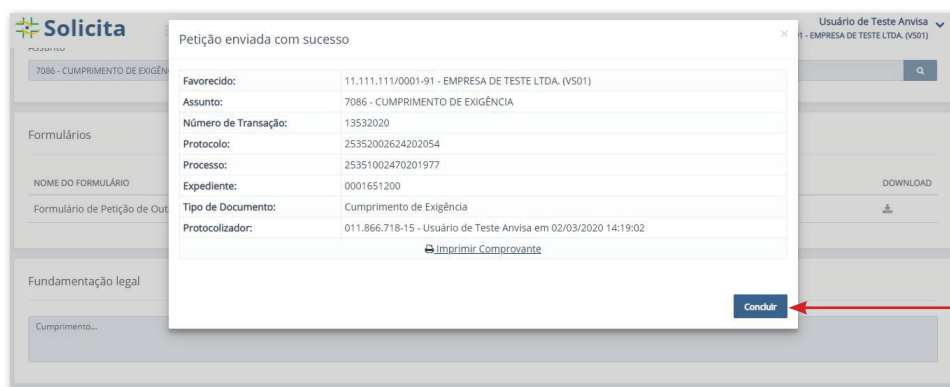 Solicita
Usuário de Teste Anvisa
- EMPRESA DE TESTE LTDA. (VS01)
Petição enviada com sucesso
×
Assunto
7086 - CUMPRIMENTO DE
Favorecido: 11.111.111/0001-91 - EMPRESA DE TESTE LTDA. (VS01)
Assunto: 7086 - CUMPRIMENTO DE EXIGÊNCIA
Número de Transação: 13532020
Protocolo: 25352002624202054
Processo: 25351002470201977
Expediente: 0001651200
Tipo de Documento: Cumprimento de Exigência
Protocolizador: 011.866.718-15 - Usuário de Teste Anvisa em 02/03/2020 14:19:02
Imprimir Comprovante
Concluir
Formulários
NOME DO FORMULÁRIO DOWNLOAD
Formulário de Petição de
Fundamentação legal
Cumprimento...